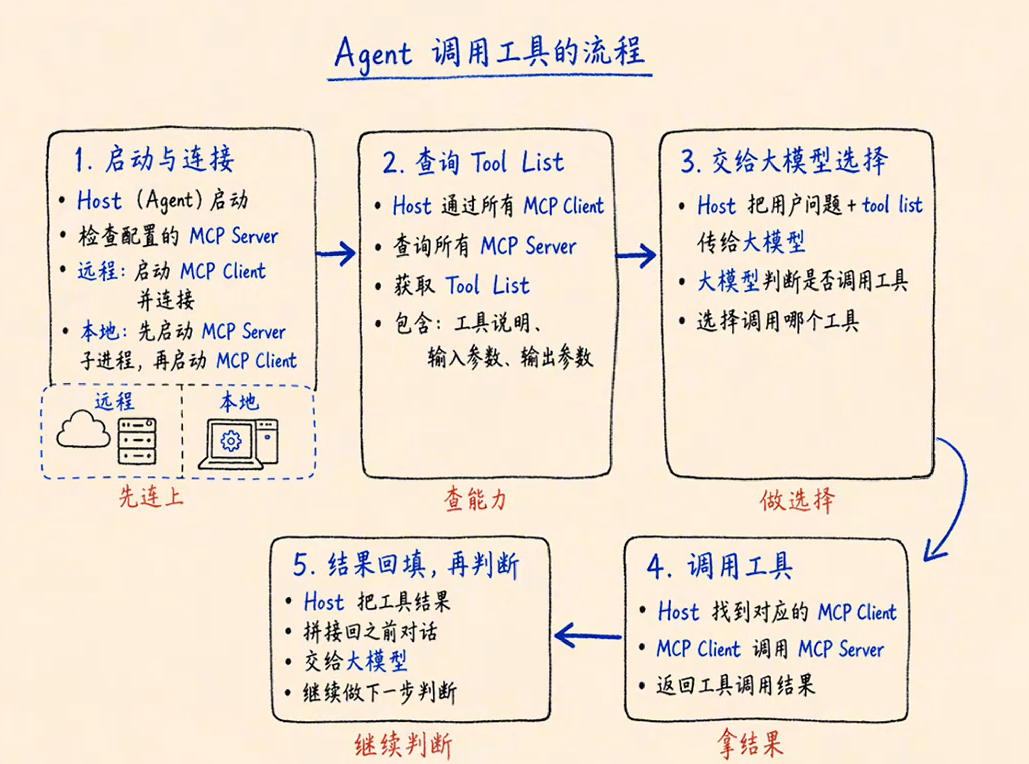 Agent 调用工具的流程
1. 启动与连接
• Host（Agent）启动
• 检查配置的 MCP Server
• 远程：启动 MCP Client
并连接
• 本地：先启动 MCP Server
子进程，再启动 MCP Client
远程
本地
先连上
2. 查询 Tool List
• Host 通过所有 MCP Client
• 查询所有 MCP Server
• 获取 Tool List
• 包含：工具说明、
输入参数、输出参数
查能力
3. 交给大模型选择
• Host 把用户问题 + tool list
传给大模型
• 大模型判断是否调用工具
• 选择调用哪个工具
做选择
4. 调用工具
• Host 找到对应的 MCP Client
• MCP Client 调用 MCP Server
• 返回工具调用结果
拿结果
5. 结果回填，再判断
• Host 把工具结果
• 拼接回之前对话
• 交给大模型
• 继续做下一步判断
继续判断